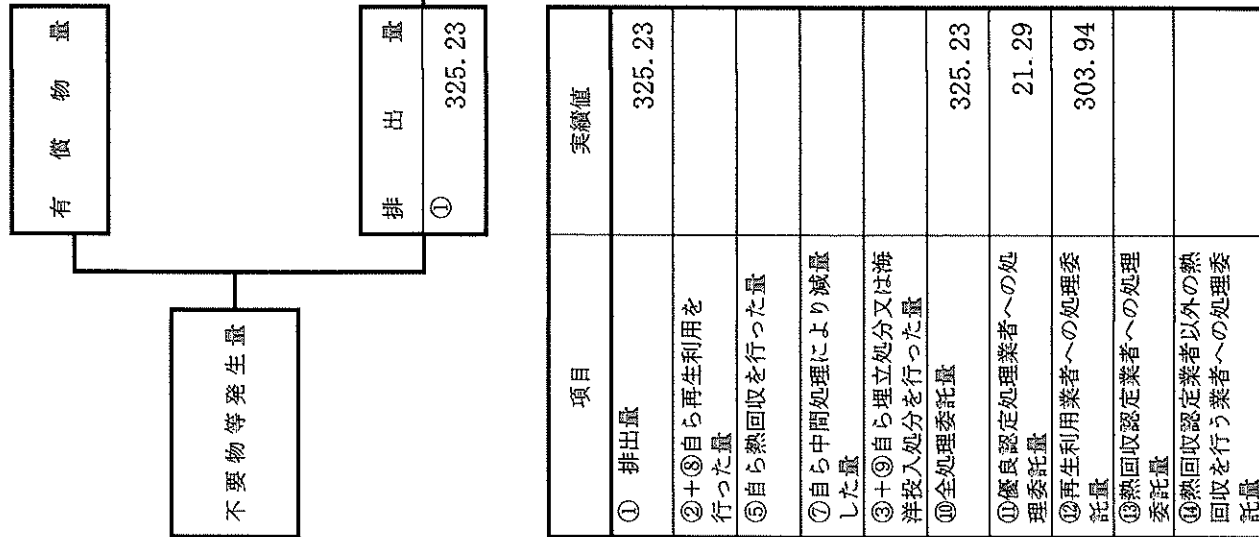 有償物量
不要物等発生量
排出量
① 325.23
項目 実績値
① 排出量 325.23
②+⑧自ら再生利用を
行った量
⑤自ら熱回収を行った量
⑦自ら中間処理により減量
した量
③+⑨自ら埋立処分又は海
洋投入処分を行った量
⑩全処理委託量 325.23
⑪優良認定処理業者への処
理委託量 21.29
⑫再生利用業者への処理委
託量 303.94
⑬熱回収認定業者への処理
委託量
⑭熱回収認定業者以外の熱
回収を行う業者への処理委
託量